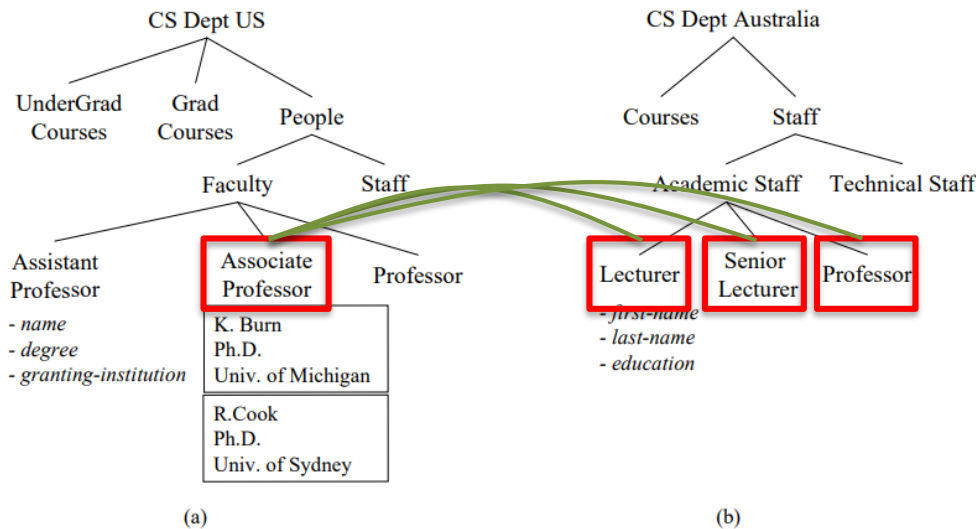 CS Dept US
UnderGrad
Courses
Grad
Courses
People
Faculty
Staff
Assistant
Professor
Associate
Professor
Professor
- name
- degree
- granting-institution
K. Burn
Ph.D.
Univ. of Michigan
R.Cook
Ph.D.
Univ. of Sydney
(a)
CS Dept Australia
Courses
Staff
Academic Staff
Technical Staff
Lecturer
Senior
Lecturer
Professor
- first-name
- last-name
- education
(b)